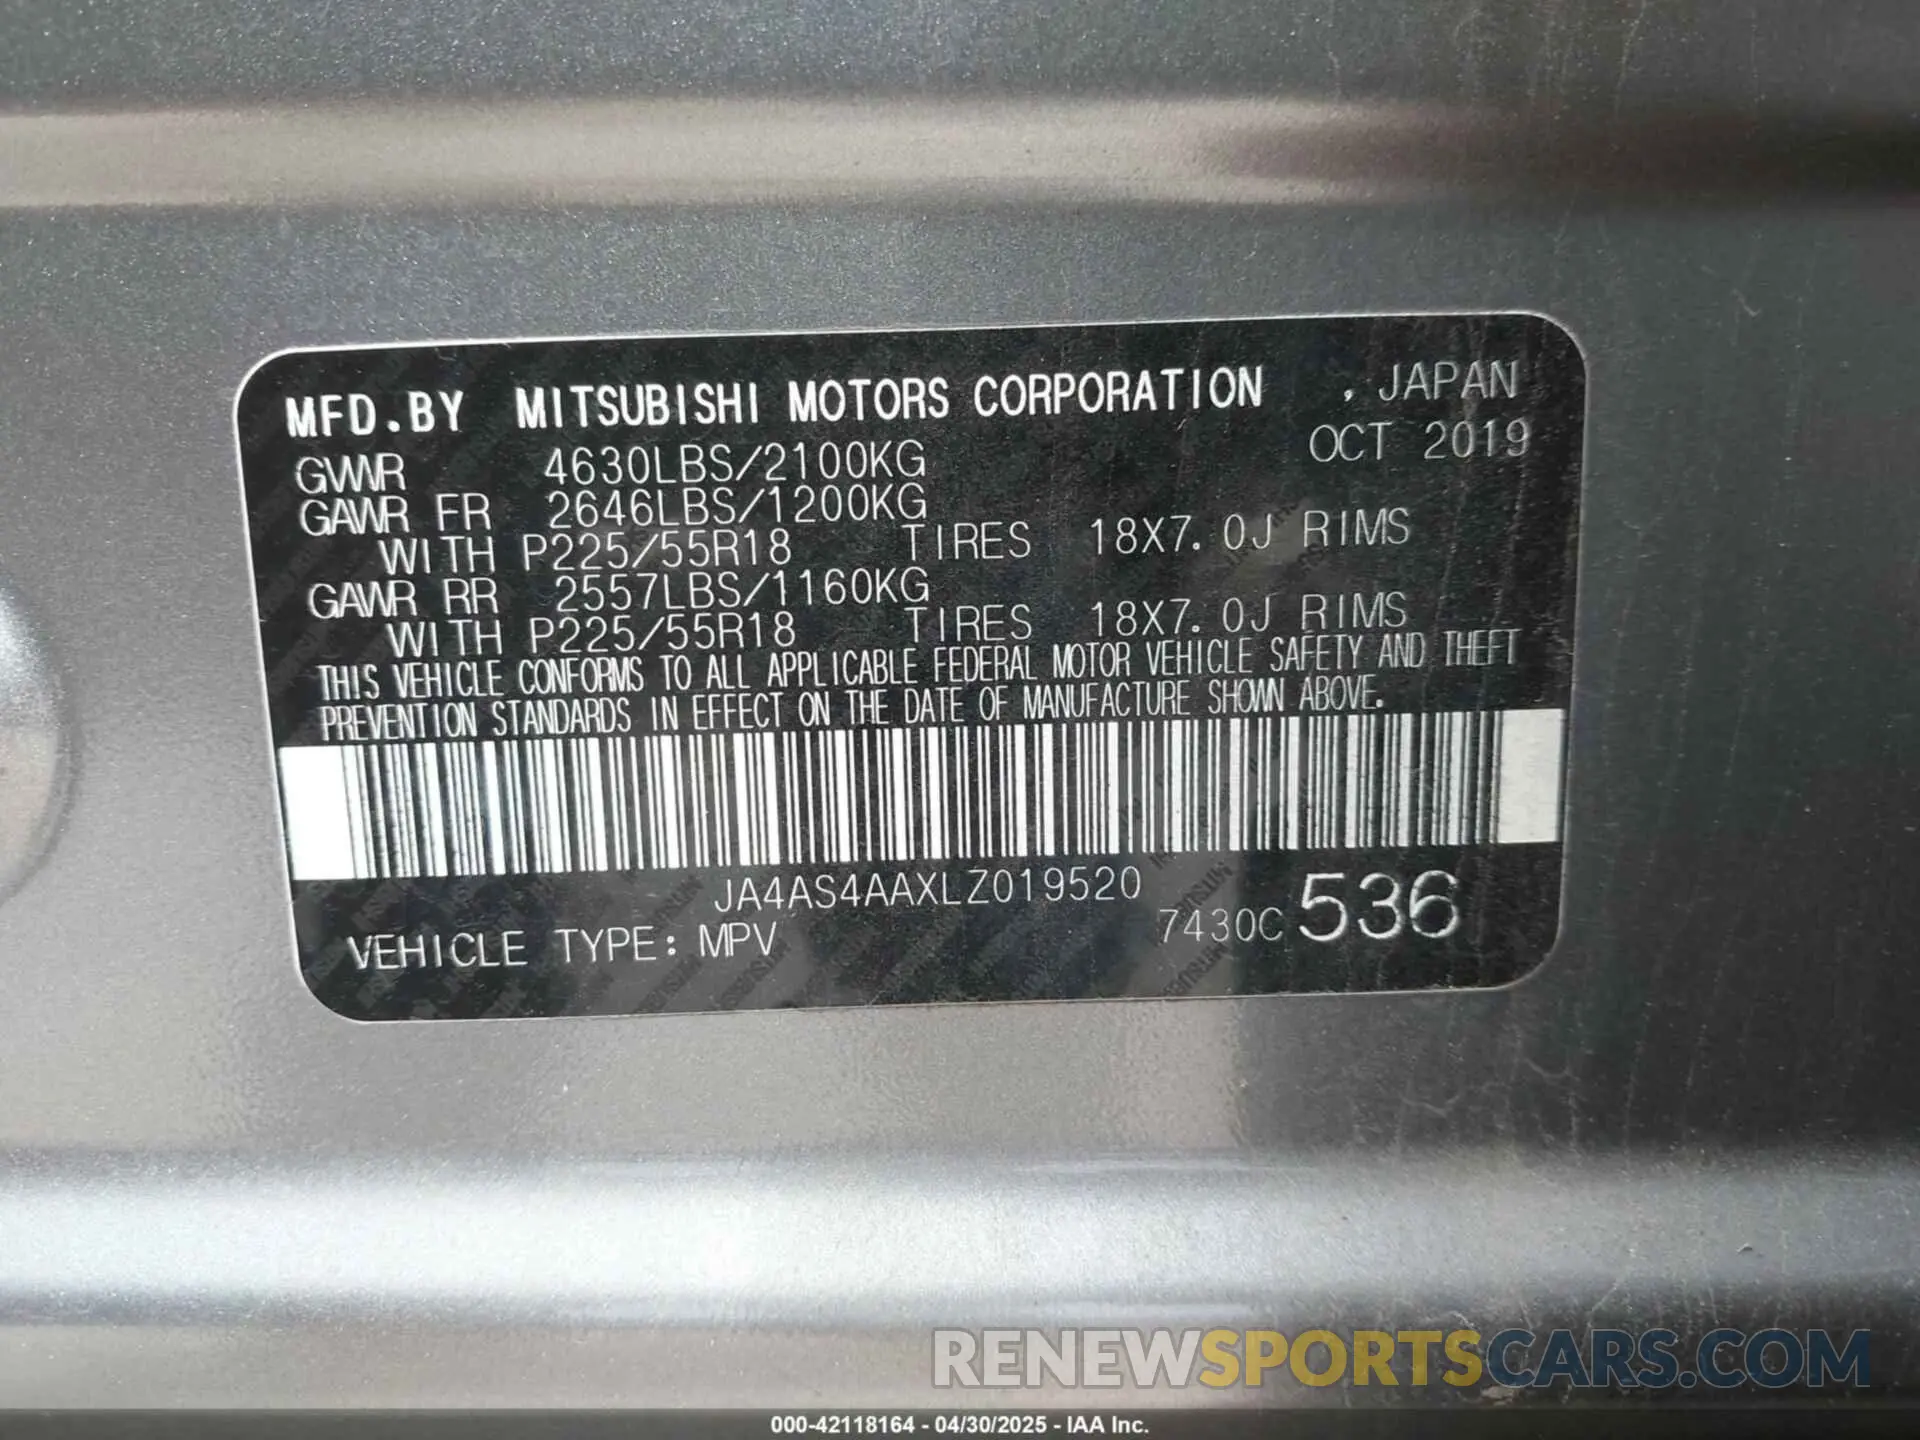 MFD.BY MITSUBISHI MOTORS CORPORATION , JAPAN
OCT 2019
GVWR 4630LBS/2100KG
GAWR FR 2646LBS/1200KG
WITH P225/55R18 TIRES 18X7.0J RIMS
GAWR RR 2557LBS/1160KG
WITH P225/55R18 TIRES 18X7.0J RIMS
THIS VEHICLE CONFORMS TO ALL APPLICABLE FEDERAL MOTOR VEHICLE SAFETY AND THEFT
PREVENTION STANDARDS IN EFFECT ON THE DATE OF MANUFACTURE SHOWN ABOVE.
JA4AS4AAXLZ019520
VEHICLE TYPE: MPV 7430C 536
RENEWSPORTSCARS.COM
000-42118164 - 04/30/2025 - IAA Inc.